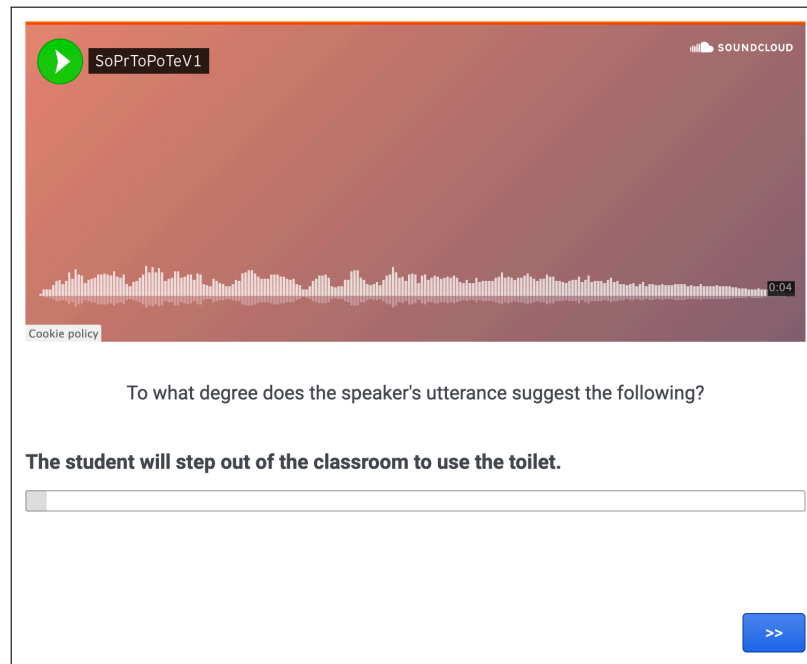 SoPrToPoTeV1
SOUNDCLOUD
0:04
Cookie policy
To what degree does the speaker's utterance suggest the following?
The student will step out of the classroom to use the toilet.
>>